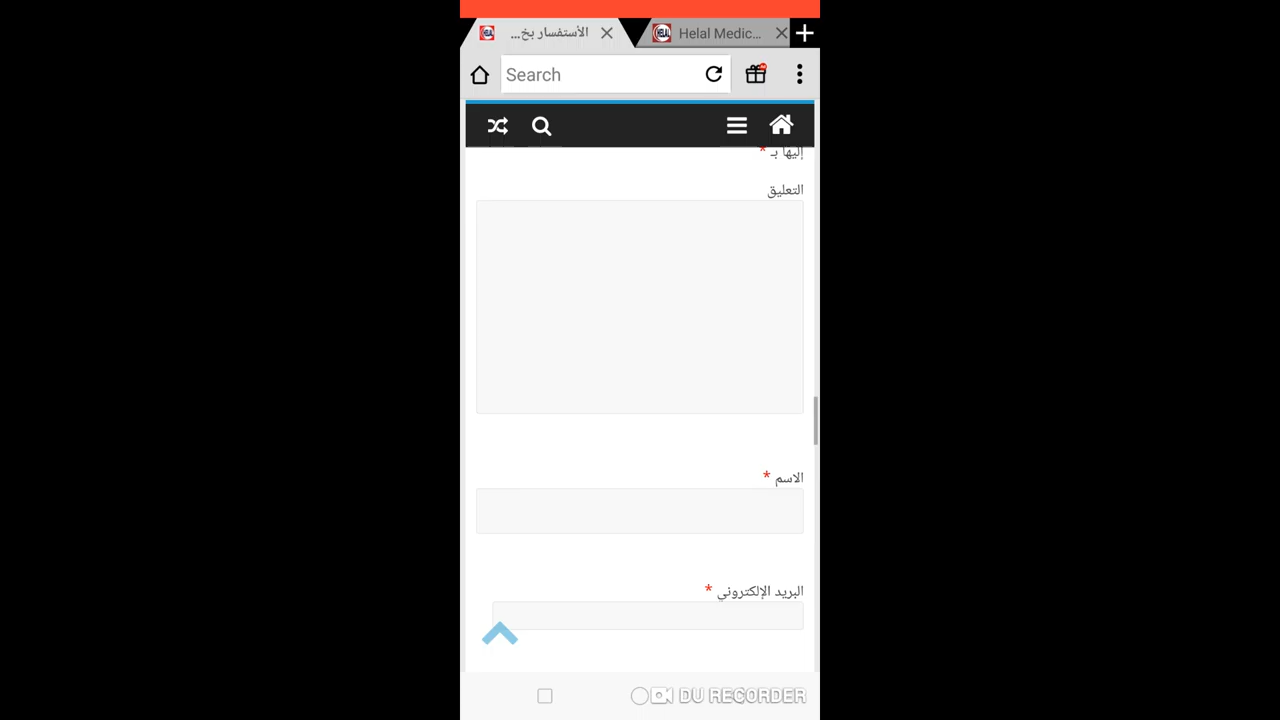 الأستفسار بخ...
Helal Medic...
Search
إليها بـ *
التعليق
الاسم *
البريد الإلكتروني *
DU RECORDER